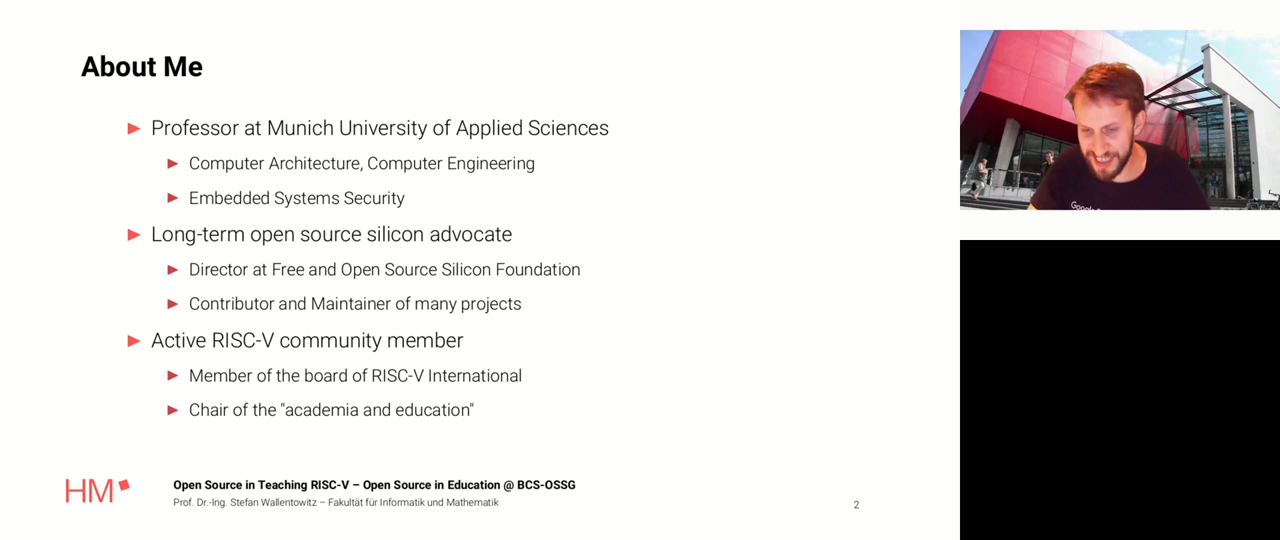 About Me
Professor at Munich University of Applied Sciences
Computer Architecture, Computer Engineering
Embedded Systems Security
Long-term open source silicon advocate
Director at Free and Open Source Silicon Foundation
Contributor and Maintainer of many projects
Active RISC-V community member
Member of the board of RISC-V International
Chair of the "academia and education"
HM
Open Source in Teaching RISC-V – Open Source in Education @ BCS-OSSG
Prof. Dr.-Ing. Stefan Wallentowitz – Fakultät für Informatik und Mathematik
2
Google